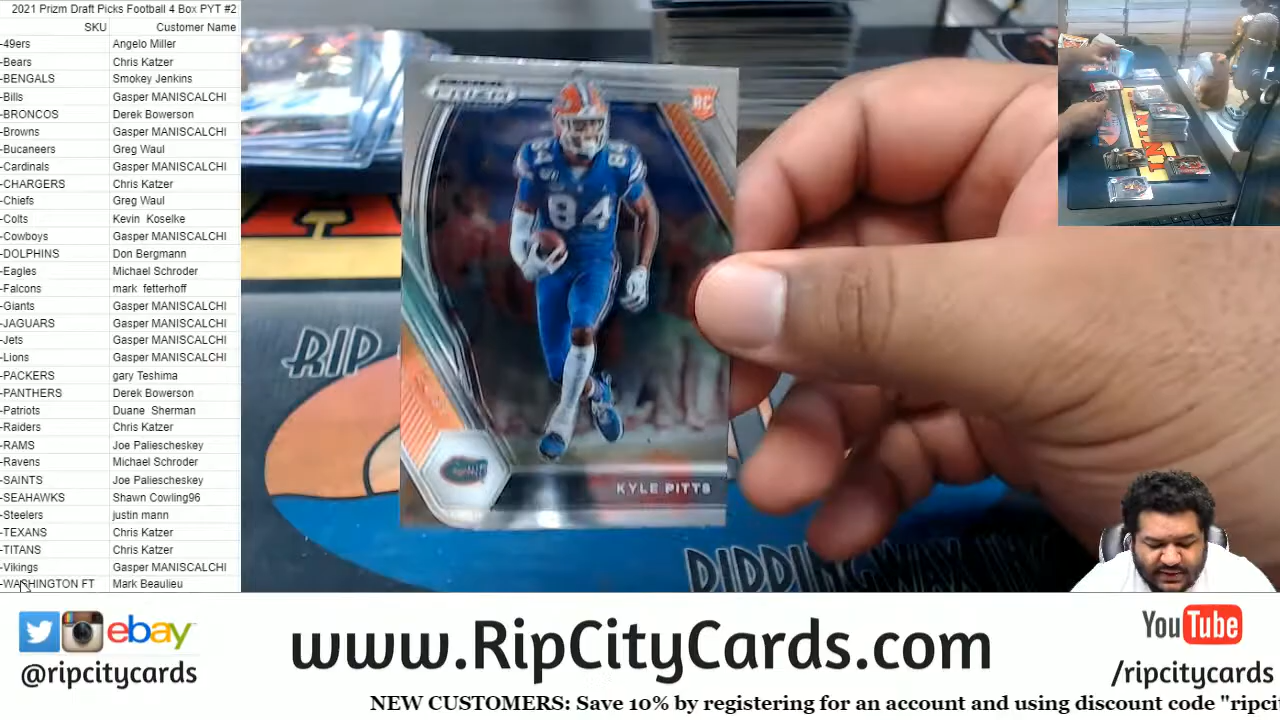 2021 Prizm Draft Picks Football 4 Box PYT #2
SKU Customer Name
-49ers Angelo Miller
-Bears Chris Katzer
-BENGALS Smokey Jenkins
-Bills Gasper MANISCALCHI
-BRONCOS Derek Bowerson
-Browns Gasper MANISCALCHI
-Bucaneers Greg Waul
-Cardinals Gasper MANISCALCHI
-CHARGERS Chris Katzer
-Chiefs Greg Waul
-Colts Kevin Koselke
-Cowboys Gasper MANISCALCHI
-DOLPHINS Don Bergmann
-Eagles Michael Schroder
-Falcons mark fetterhoff
-Giants Gasper MANISCALCHI
-JAGUARS Gasper MANISCALCHI
-Jets Gasper MANISCALCHI
-Lions Gasper MANISCALCHI
-PACKERS gary Teshima
-PANTHERS Derek Bowerson
-Patriots Duane Sherman
-Raiders Chris Katzer
-RAMS Joe Paliescheskey
-Ravens Michael Schroder
-SAINTS Joe Paliescheskey
-SEAHAWKS Shawn Cowling96
-Steelers justin mann
-TEXANS Chris Katzer
-TITANS Chris Katzer
-Vikings Gasper MANISCALCHI
-WASHINGTON FT Mark Beaulieu
RC
84 84
84
KYLE PITTS
RIP
RIPPINGWAX
ebay
@ripcitycards
www.RipCityCards.com
YouTube
/ripcitycards
NEW CUSTOMERS: Save 10% by registering for an account and using discount code "ripci